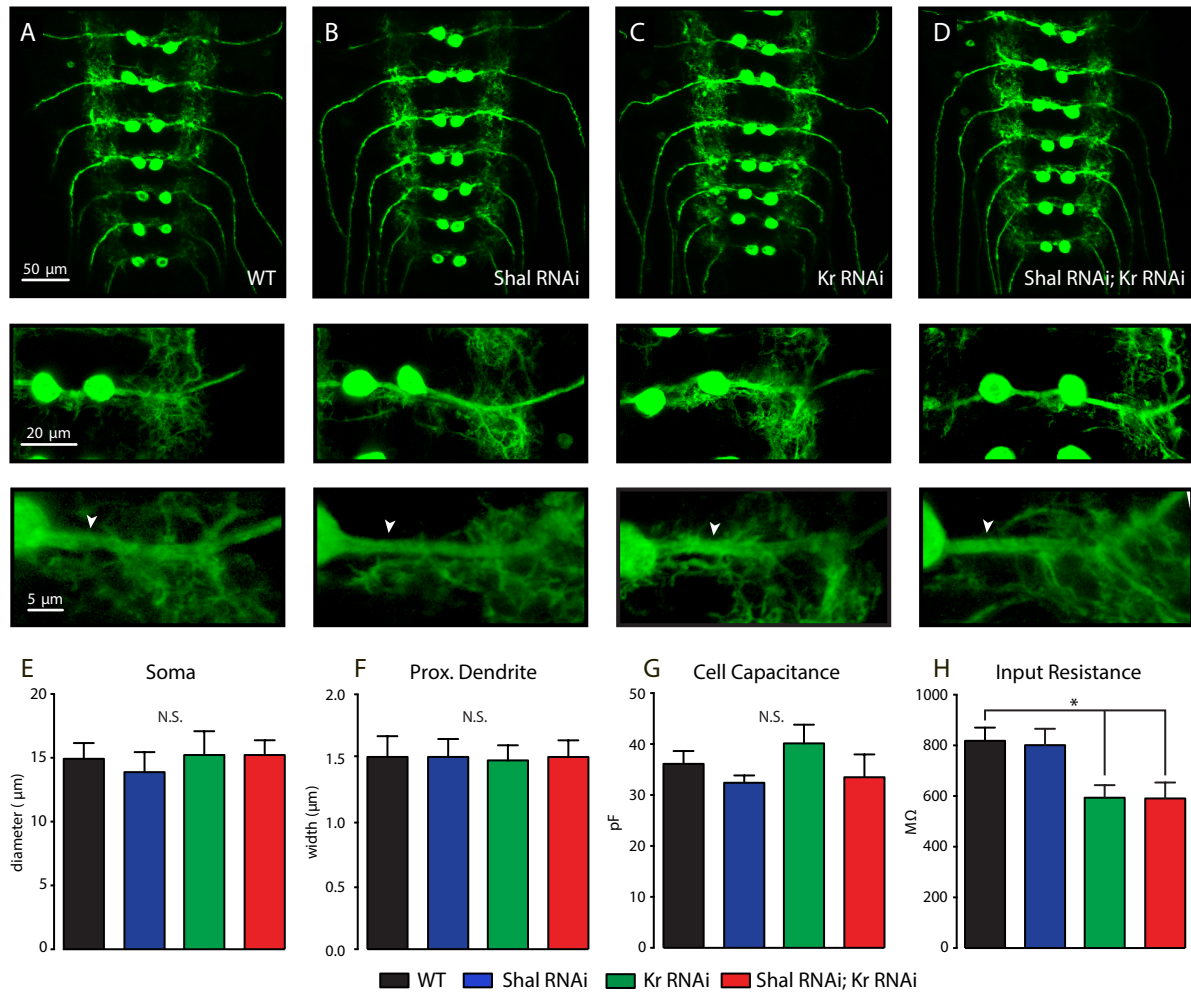 A
B
C
D
50 µm
WT
Shal RNAi
Kr RNAi
Shal RNAi; Kr RNAi
20 µm
5 µm
E
Soma
F
Prox. Dendrite
G
Cell Capacitance
H
Input Resistance
20
15
10
5
0
diameter ( µm)
N.S.
2.0
1.5
1.0
0.5
0.0
width (µm)
N.S.
50
40
30
20
10
0
pF
N.S.
1000
800
600
400
200
0
MΩ
*
WT
Shal RNAi
Kr RNAi
Shal RNAi; Kr RNAi